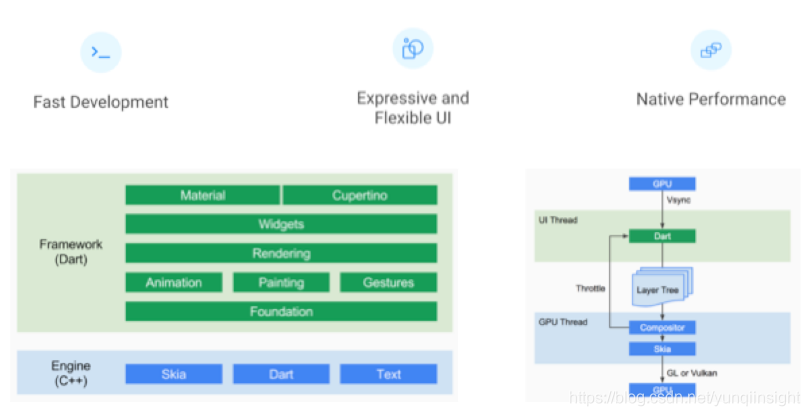 Fast Development
Expressive and
Flexible UI
Native Performance
Framework
(Dart)
Material
Cupertino
Widgets
Rendering
Animation
Painting
Gestures
Foundation
Engine
(C++)
Skia
Dart
Text
GPU
Vsync
UI Thread
Dart
Layer Tree
Throttle
GPU Thread
Compositor
Skia
GL or Vulkan
GPU
https://blog.csdn.net/yunqiinsight